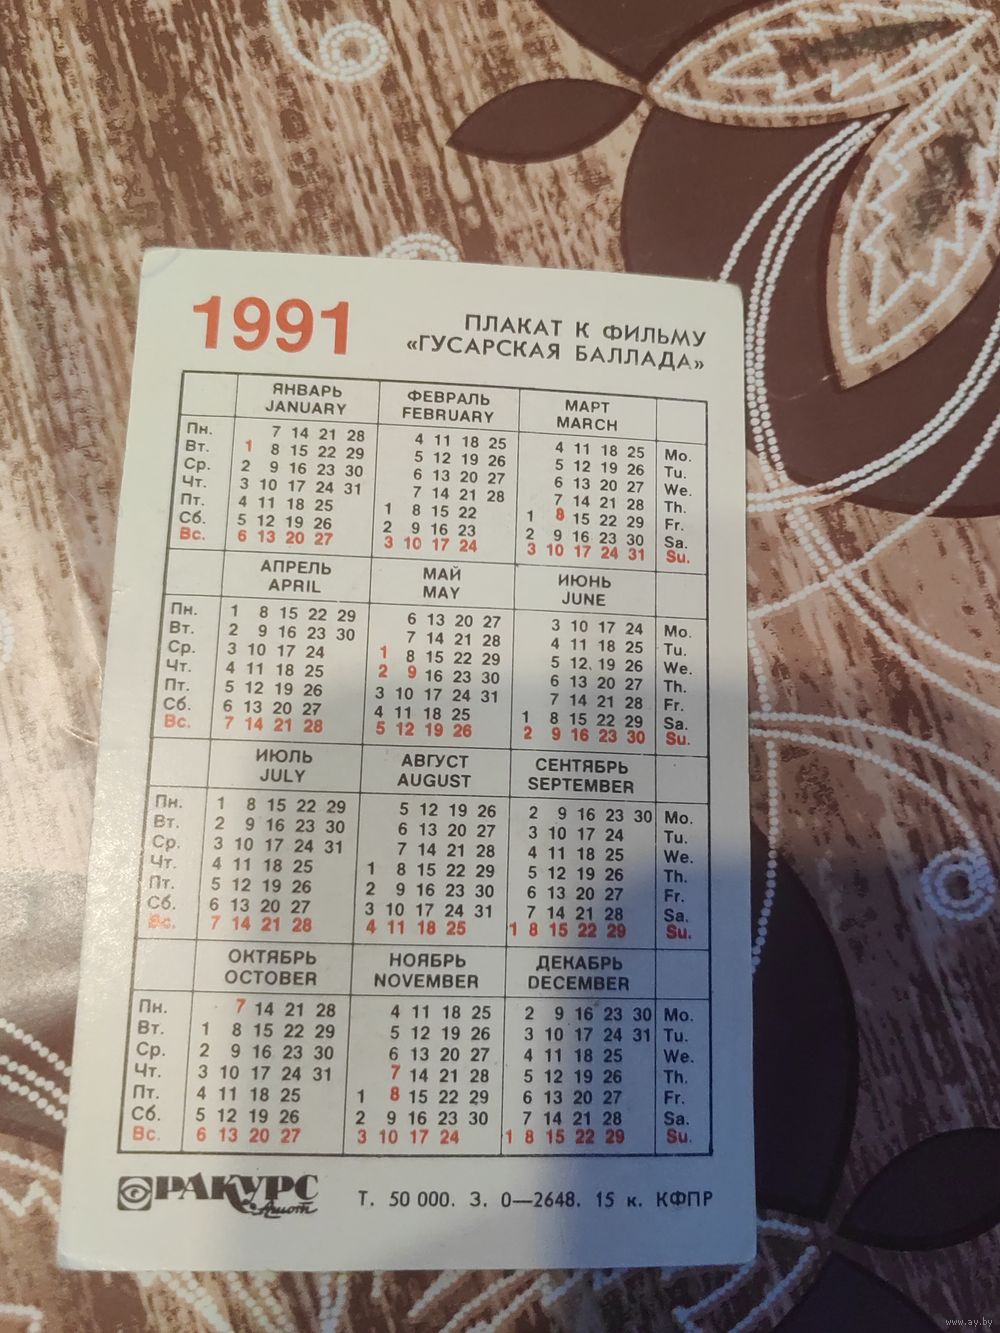 1991
ПЛАКАТ К ФИЛЬМУ
«ГУСАРСКАЯ БАЛЛАДА»
ЯНВАРЬ ФЕВРАЛЬ МАРТ
JANUARY FEBRUARY MARCH
Пн. 7 14 21 28 4 11 18 25 4 11 18 25 Mo.
Вт. 1 8 15 22 29 5 12 19 26 5 12 19 26 Tu.
Ср. 2 9 16 23 30 6 13 20 27 6 13 20 27 We.
Чт. 3 10 17 24 31 7 14 21 28 7 14 21 28 Th.
Пт. 4 11 18 25 1 8 15 22 1 8 15 22 29 Fr.
Сб. 5 12 19 26 2 9 16 23 2 9 16 23 30 Sa.
Вс. 6 13 20 27 3 10 17 24 3 10 17 24 31 Su.
АПРЕЛЬ МАЙ ИЮНЬ
APRIL MAY JUNE
Пн. 1 8 15 22 29 6 13 20 27 3 10 17 24 Mo.
Вт. 2 9 16 23 30 7 14 21 28 4 11 18 25 Tu.
Ср. 3 10 17 24 1 8 15 22 29 5 12 19 26 We.
Чт. 4 11 18 25 2 9 16 23 30 6 13 20 27 Th.
Пт. 5 12 19 26 3 10 17 24 31 7 14 21 28 Fr.
Сб. 6 13 20 27 4 11 18 25 1 8 15 22 29 Sa.
Вс. 7 14 21 28 5 12 19 26 2 9 16 23 30 Su.
ИЮЛЬ АВГУСТ СЕНТЯБРЬ
JULY AUGUST SEPTEMBER
Пн. 1 8 15 22 29 5 12 19 26 2 9 16 23 30 Mo.
Вт. 2 9 16 23 30 6 13 20 27 3 10 17 24 Tu.
Ср. 3 10 17 24 31 7 14 21 28 4 11 18 25 We.
Чт. 4 11 18 25 1 8 15 22 29 5 12 19 26 Th.
Пт. 5 12 19 26 2 9 16 23 30 6 13 20 27 Fr.
Сб. 6 13 20 27 3 10 17 24 31 7 14 21 28 Sa.
Вс. 7 14 21 28 4 11 18 25 1 8 15 22 29 Su.
ОКТЯБРЬ НОЯБРЬ ДЕКАБРЬ
OCTOBER NOVEMBER DECEMBER
Пн. 7 14 21 28 4 11 18 25 2 9 16 23 30 Mo.
Вт. 1 8 15 22 29 5 12 19 26 3 10 17 24 31 Tu.
Ср. 2 9 16 23 30 6 13 20 27 4 11 18 25 We.
Чт. 3 10 17 24 31 7 14 21 28 5 12 19 26 Th.
Пт. 4 11 18 25 1 8 15 22 29 6 13 20 27 Fr.
Сб. 5 12 19 26 2 9 16 23 30 7 14 21 28 Sa.
Вс. 6 13 20 27 3 10 17 24 1 8 15 22 29 Su.
РАКУРС Т. 50 000. З. 0—2648. 15 к. КФПР
www.ay.by